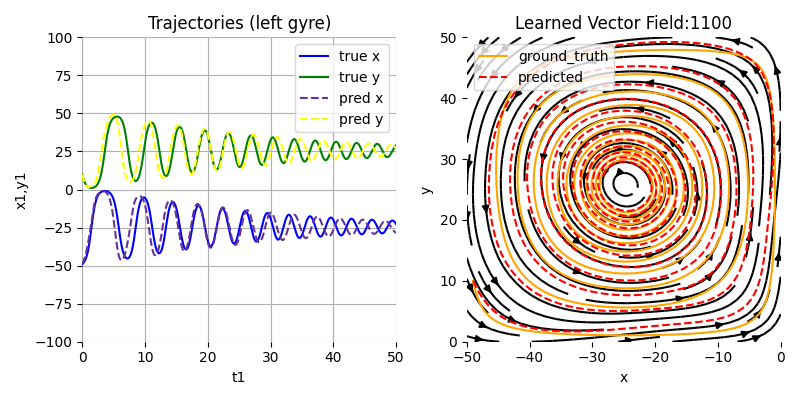 Trajectories (left gyre)
100
75
50
25
0
−25
−50
−75
−100
0
10
20
30
40
50
x1,y1
t1
true x
true y
pred x
pred y
Learned Vector Field:1100
50
40
30
20
10
0
−50
−40
−30
−20
−10
0
y
x
ground_truth
predicted